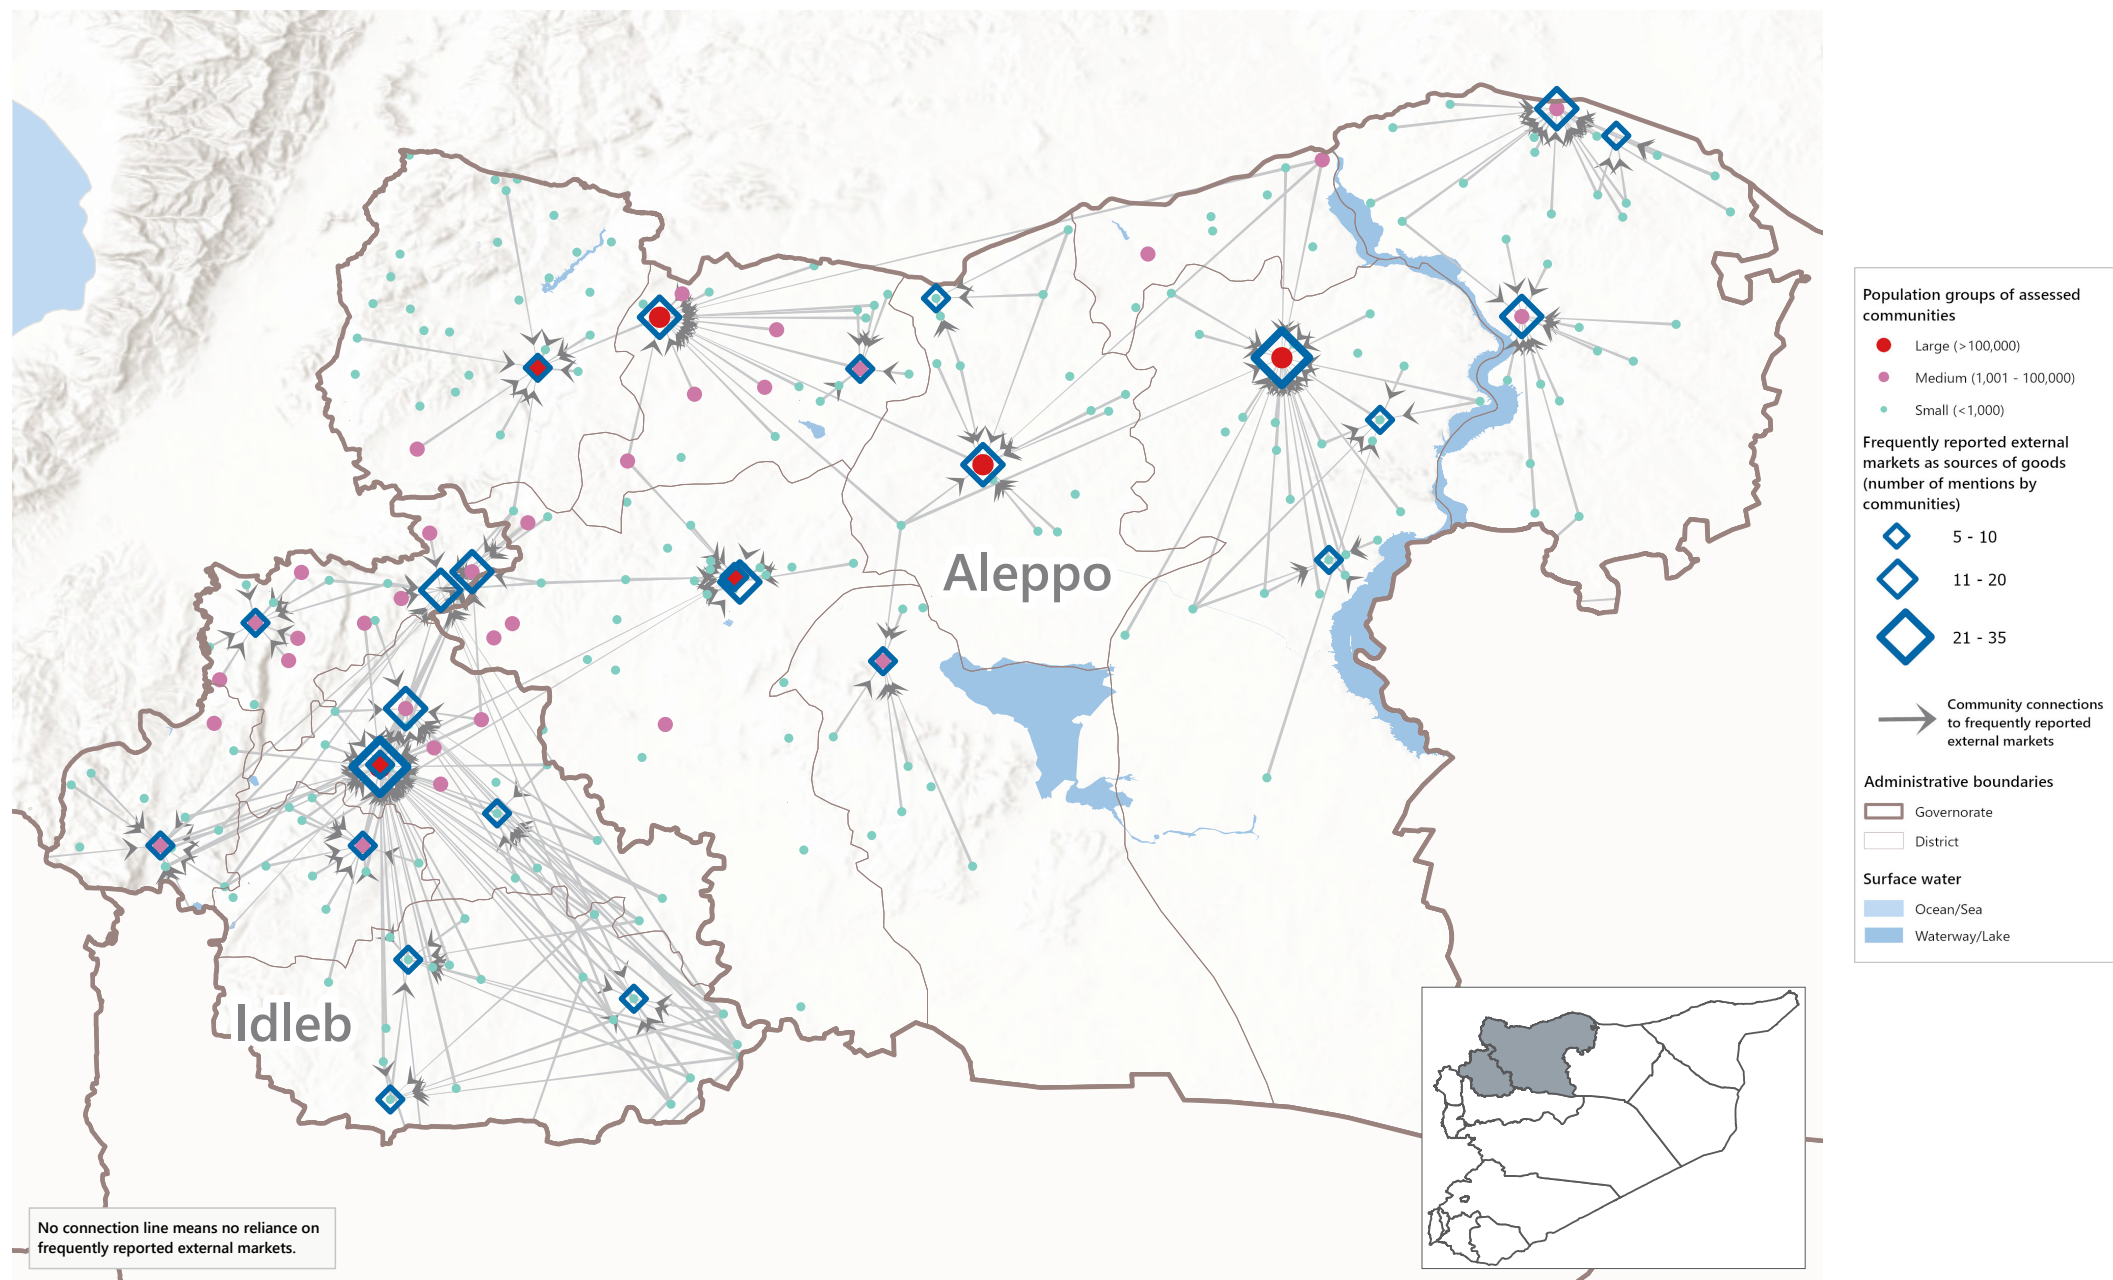 Aleppo
Idleb
No connection line means no reliance on
frequently reported external markets.
Population groups of assessed
communities
Large (>100,000)
Medium (1,001 - 100,000)
Small (<1,000)
Frequently reported external
markets as sources of goods
(number of mentions by
communities)
5 - 10
11 - 20
21 - 35
Community connections
to frequently reported
external markets
Administrative boundaries
Governorate
District
Surface water
Ocean/Sea
Waterway/Lake